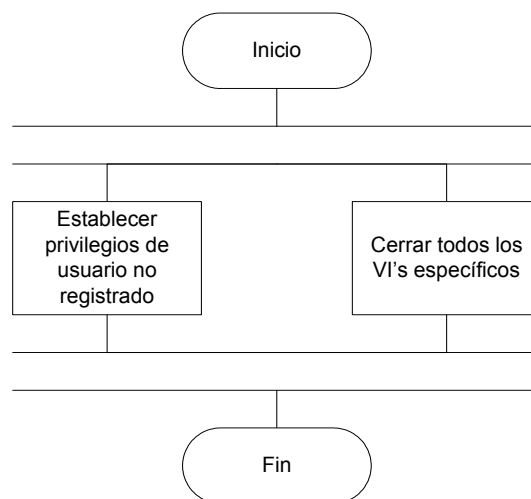 Inicio
Establecer
privilegios de
usuario no
registrado
Cerrar todos los
VI's específicos
Fin